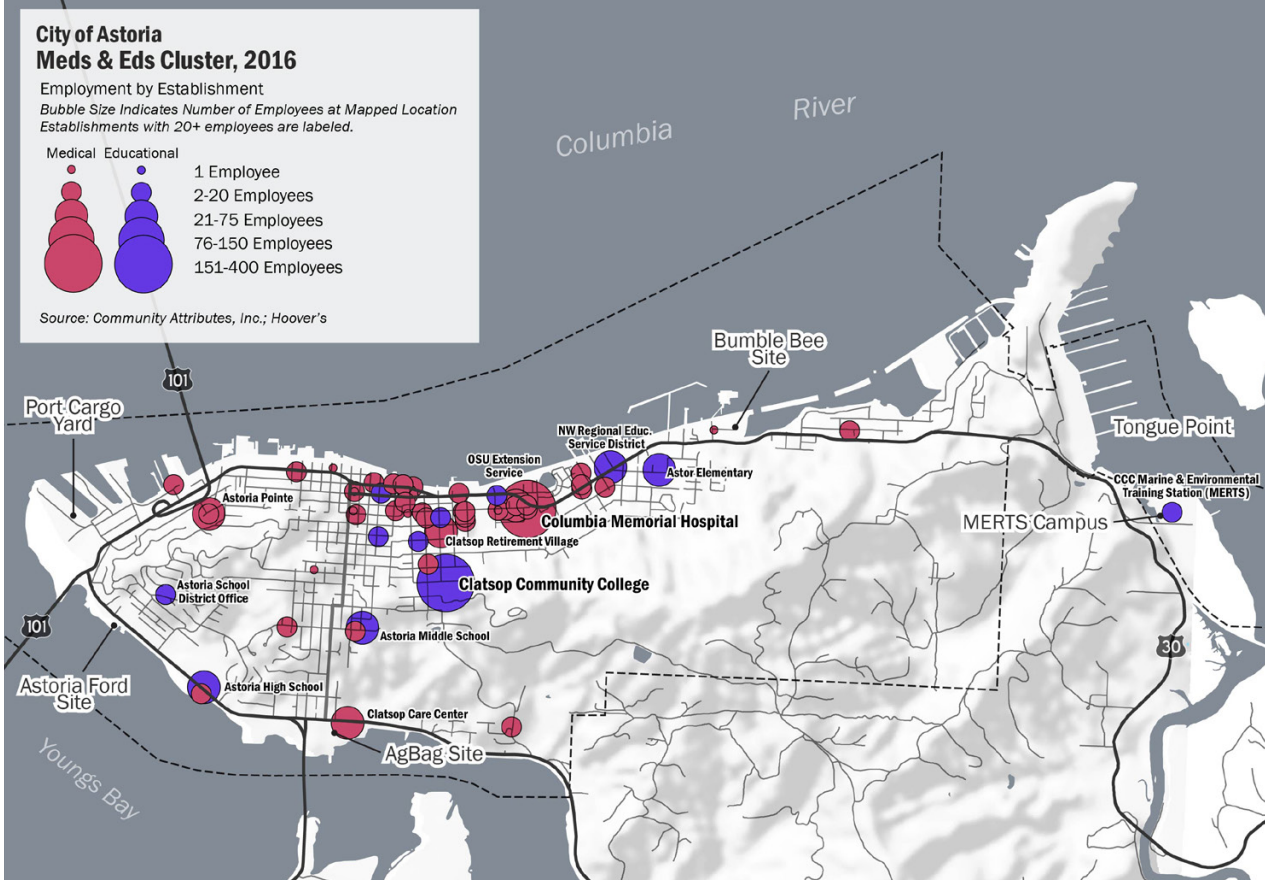 City of Astoria
Meds & Eds Cluster, 2016
Employment by Establishment
Bubble Size Indicates Number of Employees at Mapped Location
Establishments with 20+ employees are labeled.
Medical Educational
1 Employee
2-20 Employees
21-75 Employees
76-150 Employees
151-400 Employees
Source: Community Attributes, Inc.; Hoover's
Columbia
River
101
Bumble Bee
Site
Port Cargo
Yard
NW Regional Educ.
Service District
Tongue Point
OSU Extension
Service
Astor Elementary
CCC Marine & Environmental
Training Station (MERTS)
Astoria Pointe
Columbia Memorial Hospital
MERTS Campus
Clatsop Retirement Village
Astoria School
District Office
Clatsop Community College
101
Astoria Middle School
30
Astoria Ford
Site
Astoria High School
Clatsop Care Center
AgBag Site
Youngs Bay